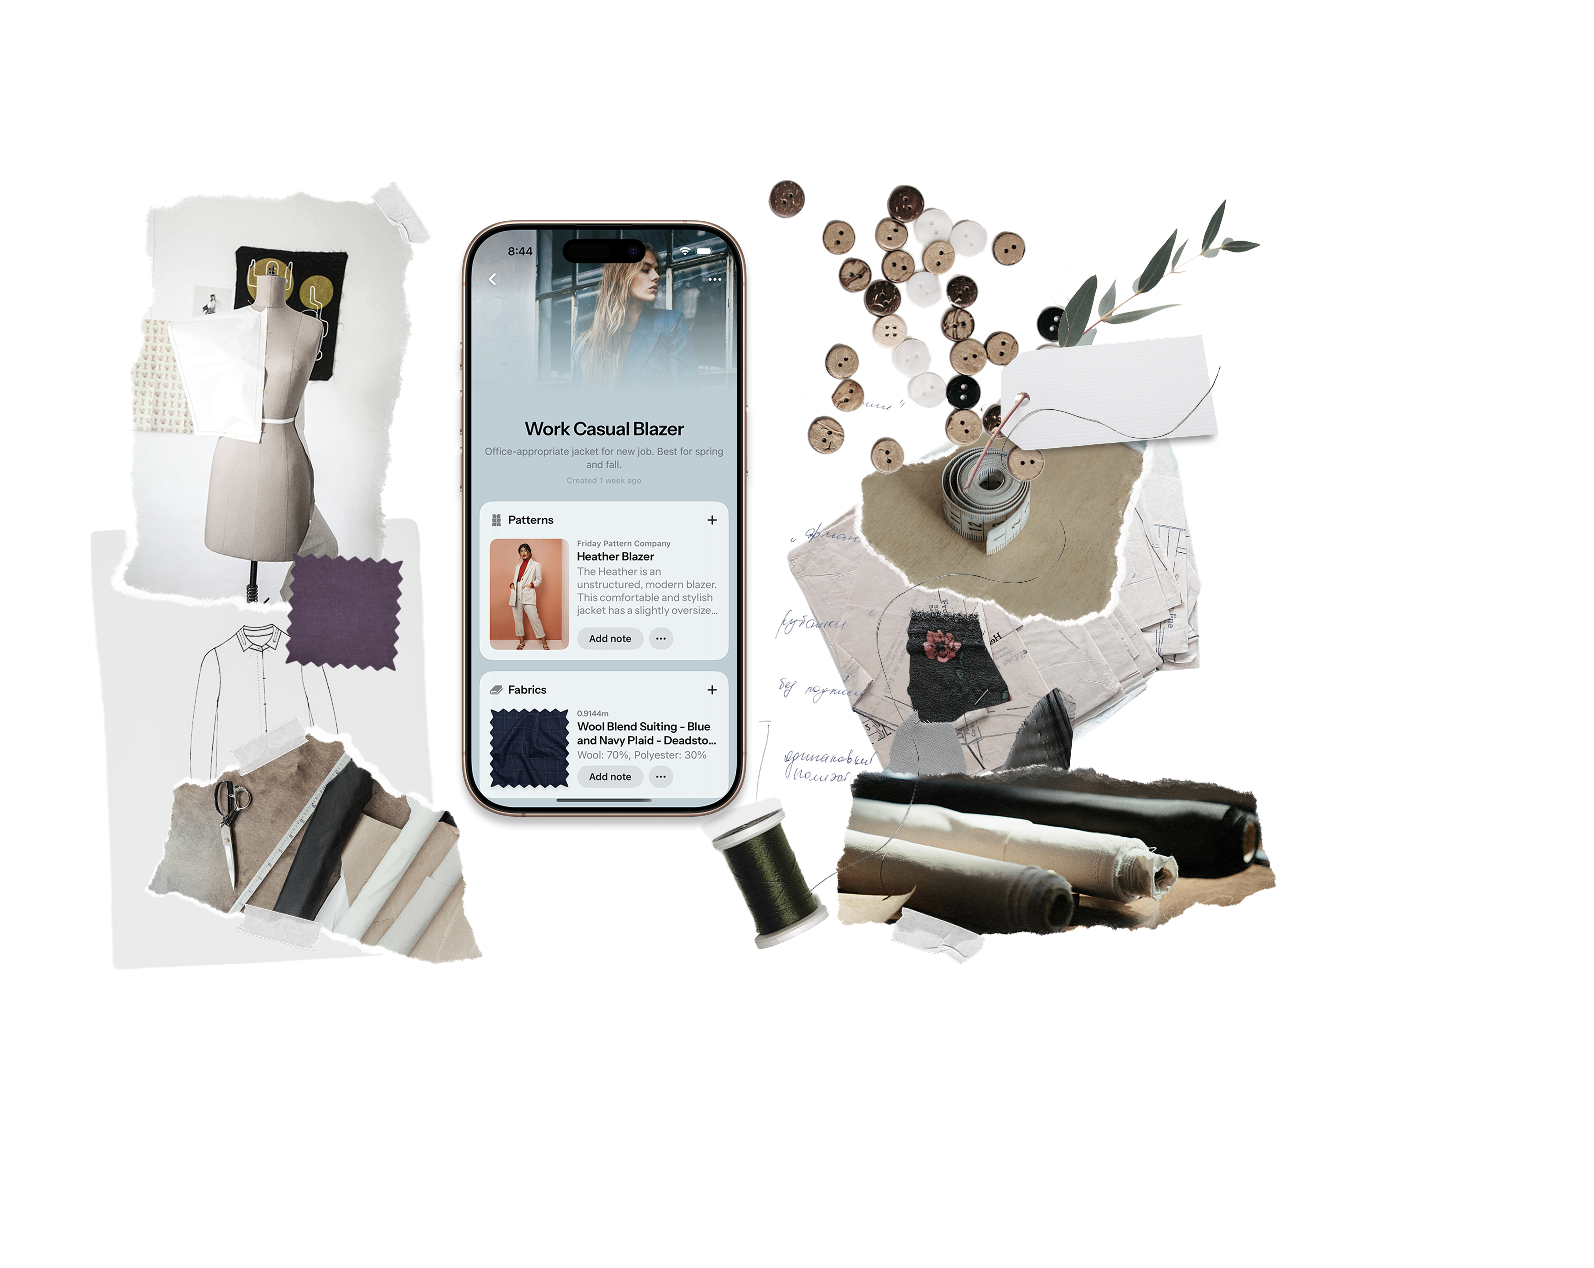 8:44
Work Casual Blazer
Office-appropriate jacket for new job. Best for spring
and fall.
Created 1 week ago
Patterns
Friday Pattern Company
Heather Blazer
The Heather is an
unstructured, modern blazer.
This comfortable and stylish
jacket has a slightly oversize...
Add note
Fabrics
0.9144m
Wool Blend Suiting - Blue
and Navy Plaid - Deadsto...
Wool: 70%, Polyester: 30%
Add note